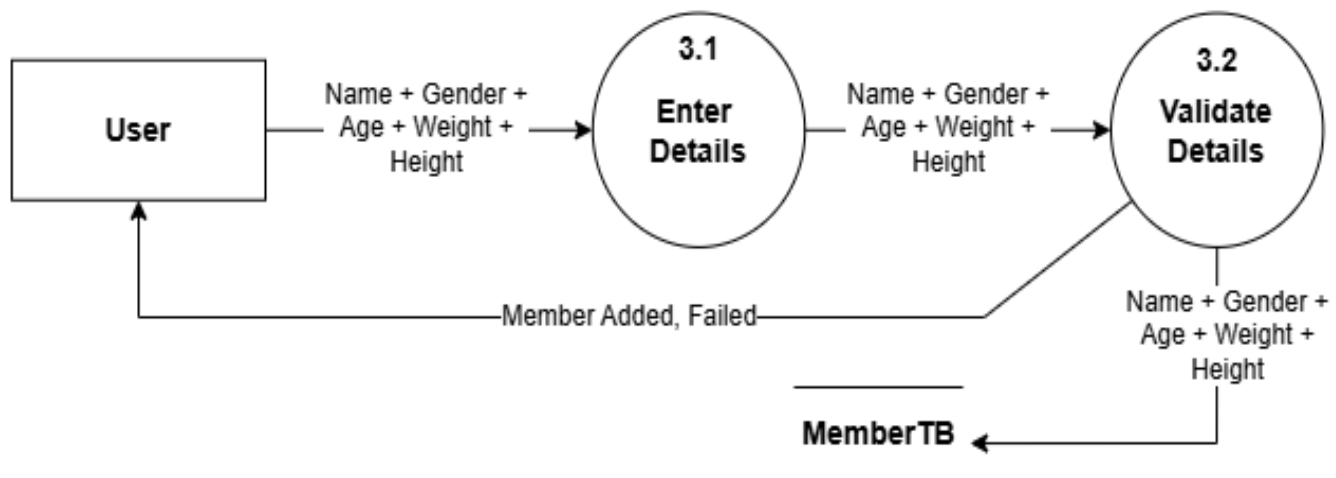 User
Name + Gender +
Age + Weight +
Height
3.1
Enter
Details
Name + Gender +
Age + Weight +
Height
3.2
Validate
Details
Member Added, Failed
Name + Gender +
Age + Weight +
Height
MemberTB